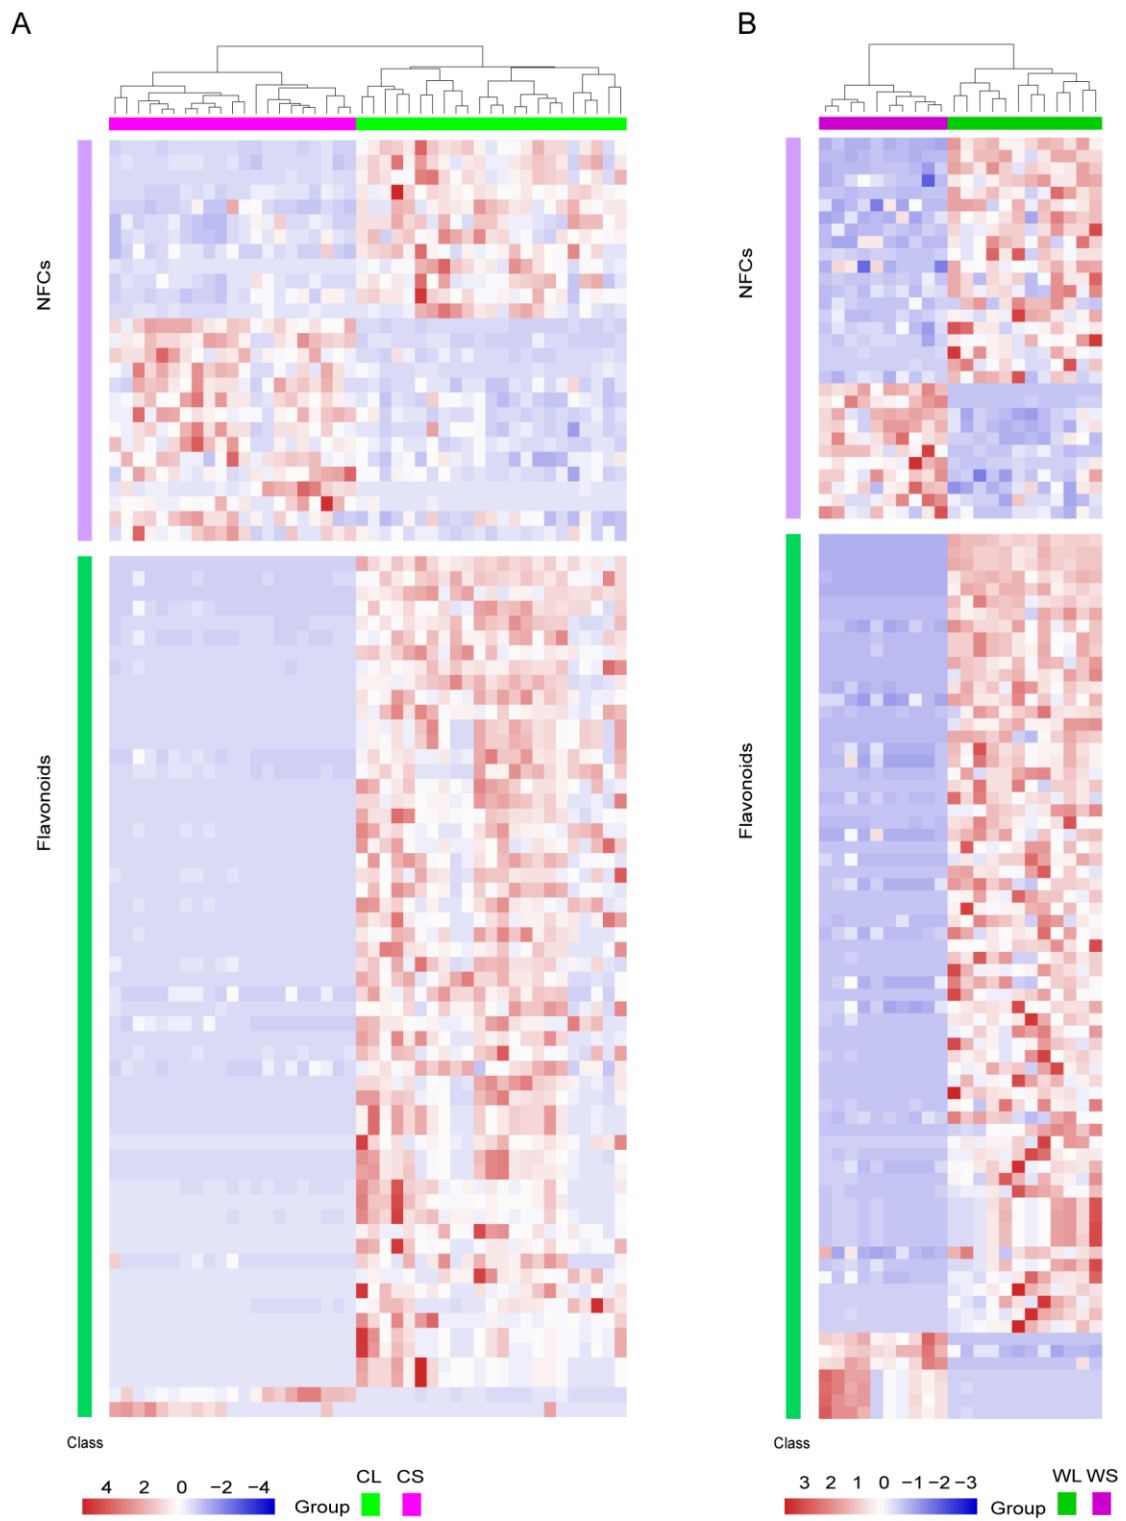 A
B
NFCs
NFCs
Flavonoids
Flavonoids
Class
Class
4 2 0 −2 −4
Group
CL CS
3 2 1 0 −1 −2 −3
Group
WL WS